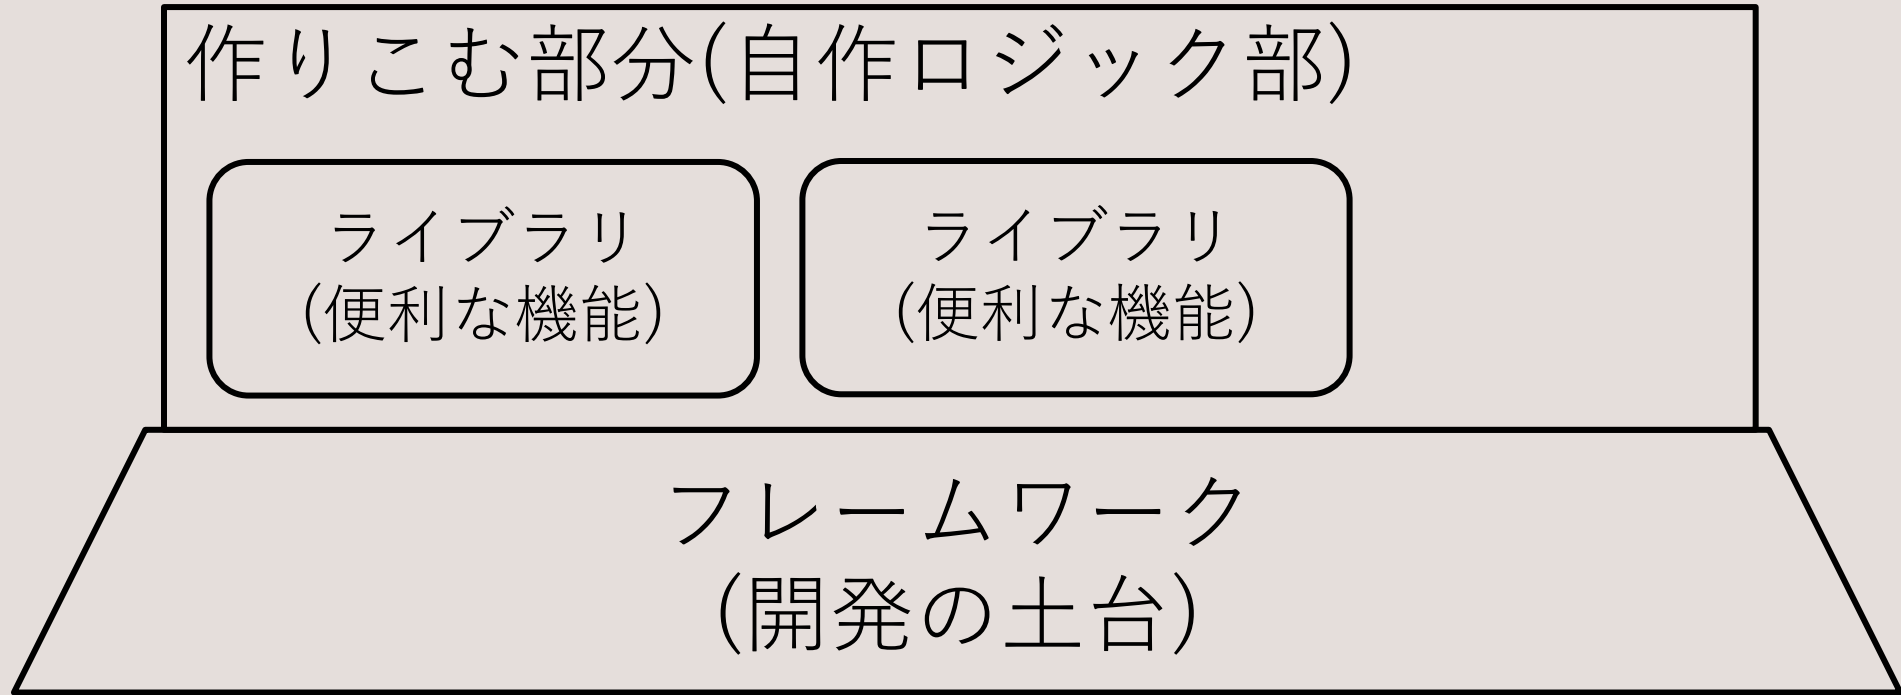 作りこむ部分(自作ロジック部)
ライブラリ
(便利な機能)
ライブラリ
(便利な機能)
フレームワーク
(開発の土台)